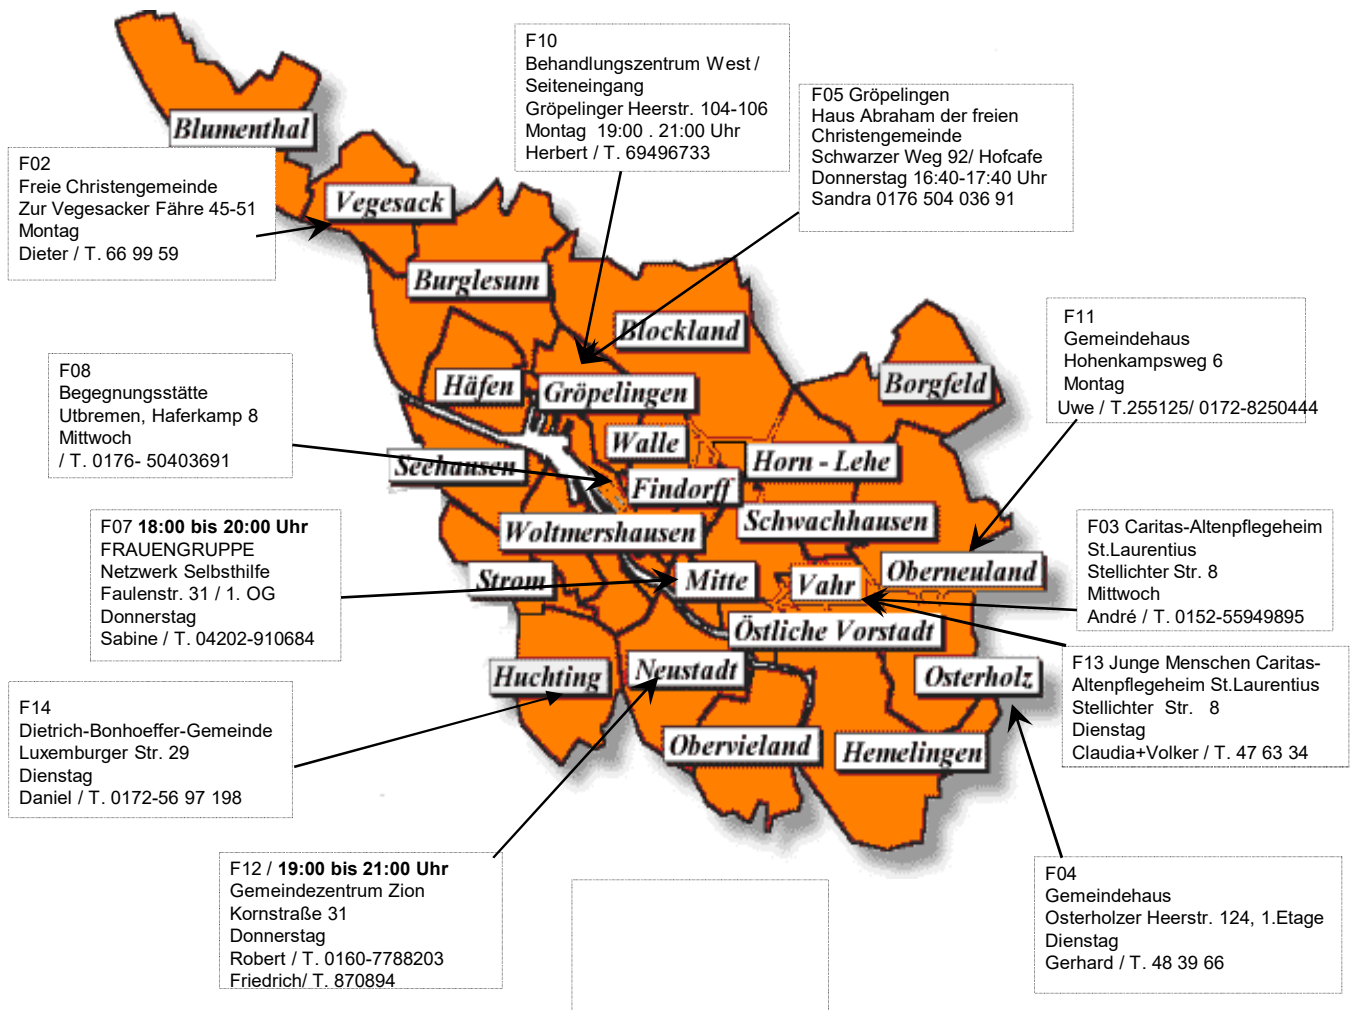 F10
Behandlungszentrum West /
Seiteneingang
Gröpelinger Heerstr. 104-106
Montag 19:00 . 21:00 Uhr
Herbert / T. 69496733
F05 Gröpelingen
Haus Abraham der freien
Christengemeinde
Schwarzer Weg 92/ Hofcafe
Donnerstag 16:40-17:40 Uhr
Sandra 0176 504 036 91
F02
Freie Christengemeinde
Zur Vegesacker Fähre 45-51
Montag
Dieter / T. 66 99 59
F11
Gemeindehaus
Hohenkampsweg 6
Montag
Uwe / T.255125/ 0172-8250444
F08
Begegnungsstätte
Utbremen, Haferkamp 8
Mittwoch
/ T. 0176- 50403691
F07 18:00 bis 20:00 Uhr
FRAUENGRUPPE
Netzwerk Selbsthilfe
Faulenstr. 31 / 1. OG
Donnerstag
Sabine / T. 04202-910684
F03 Caritas-Altenpflegeheim
St.Laurentius
Stellichter Str. 8
Mittwoch
André / T. 0152-55949895
F13 Junge Menschen Caritas-
Altenpflegeheim St.Laurentius
Stellichter Str. 8
Dienstag
Claudia+Volker / T. 47 63 34
F14
Dietrich-Bonhoeffer-Gemeinde
Luxemburger Str. 29
Dienstag
Daniel / T. 0172-56 97 198
F12 / 19:00 bis 21:00 Uhr
Gemeindezentrum Zion
Kornstraße 31
Donnerstag
Robert / T. 0160-7788203
Friedrich/ T. 870894
F04
Gemeindehaus
Osterholzer Heerstr. 124, 1.Etage
Dienstag
Gerhard / T. 48 39 66
Blumenthal
Vegesack
Burglesum
Blockland
Häfen
Gröpelingen
Borgfeld
Walle
Horn - Lehe
Seehausen
Findorff
Woltmershausen
Schwachhausen
Strom
Mitte
Vahr
Oberneuland
Östliche Vorstadt
Huchting
Neustadt
Osterholz
Obervieland
Hemelingen